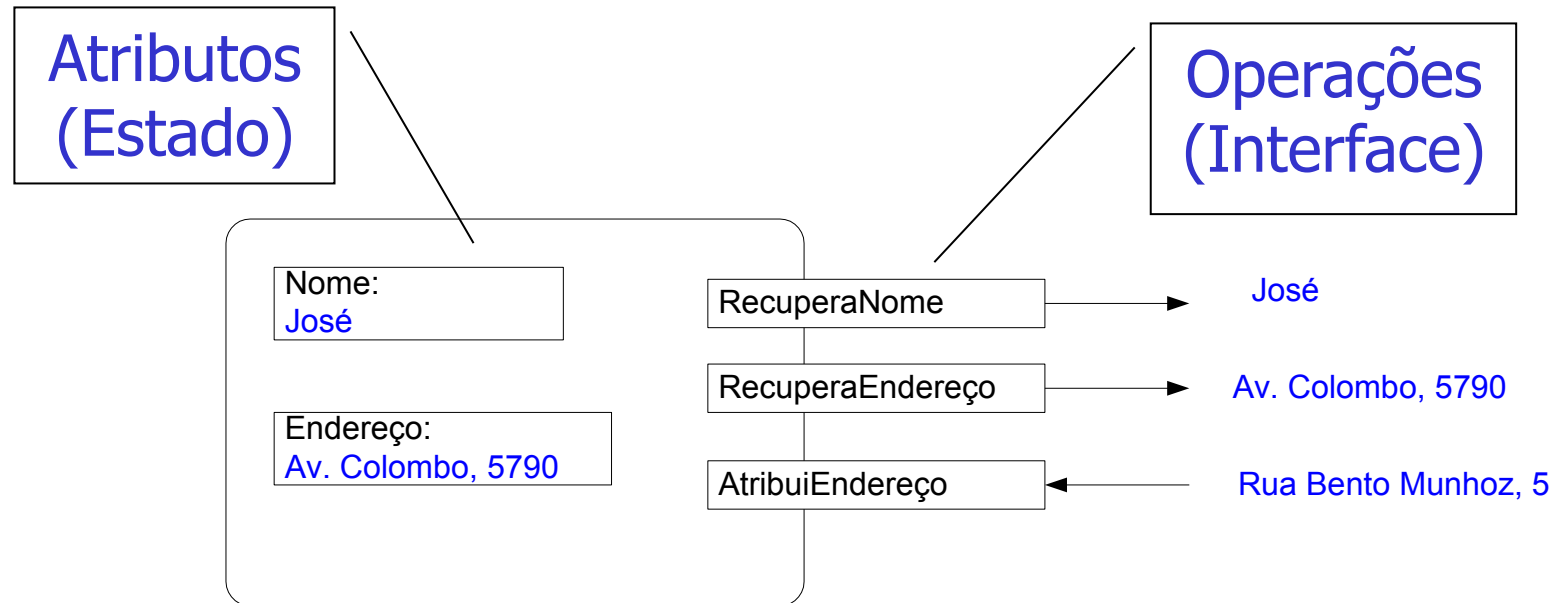 Atributos
(Estado)
Operações
(Interface)
Nome:
José
RecuperaNome
José
RecuperaEndereço
Av. Colombo, 5790
Endereço:
Av. Colombo, 5790
AtribuiEndereço
Rua Bento Munhoz, 5